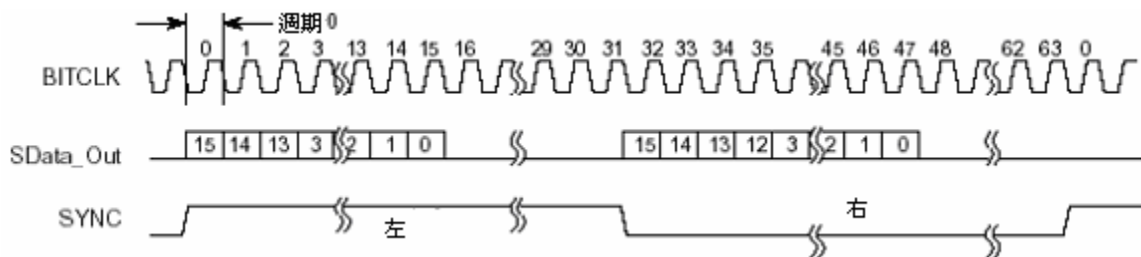 週期 0
0 1 2 3 13 14 15 16 29 30 31 32 33 34 35 45 46 47 48 62 63 0
BITCLK
15 14 13 3 2 1 0 15 14 13 12 3 2 1 0
SData_Out
SYNC
左
右